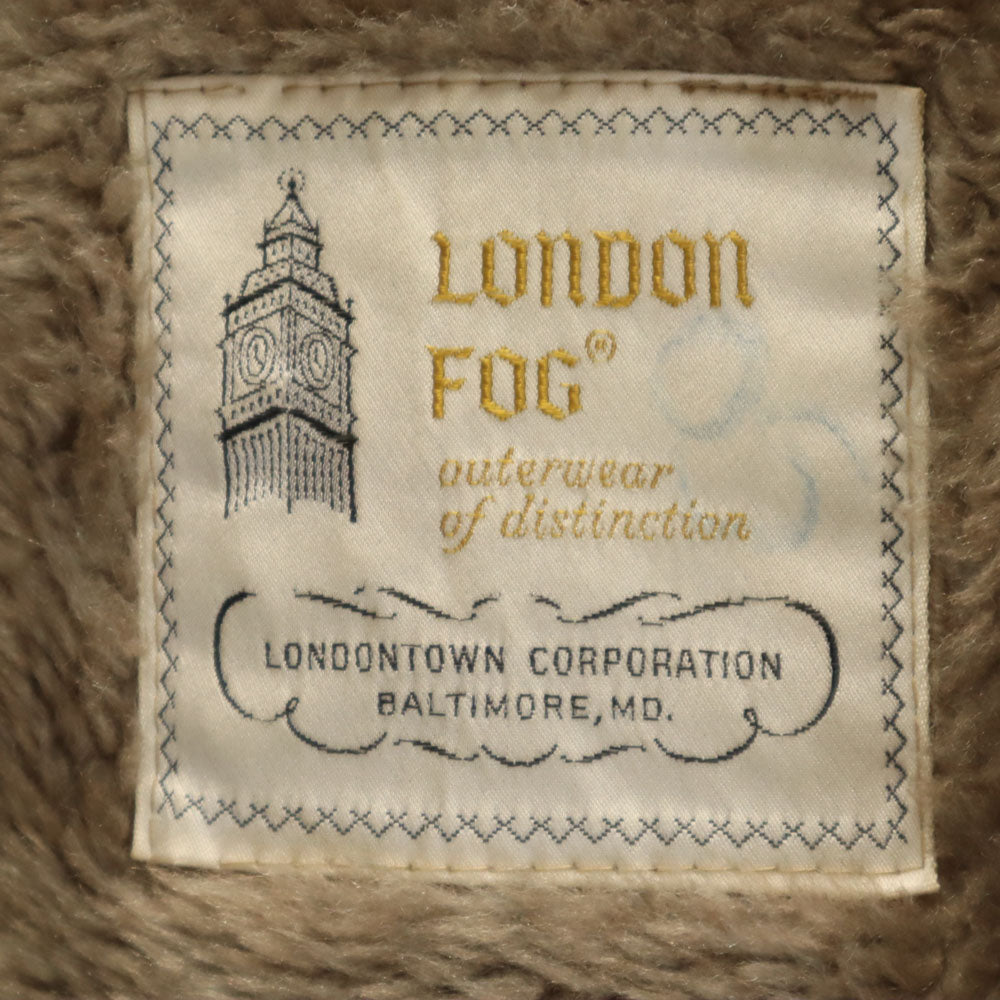 LONDON
FOG®
outerwear
of distinction
LONDONTOWN CORPORATION
BALTIMORE, MD.